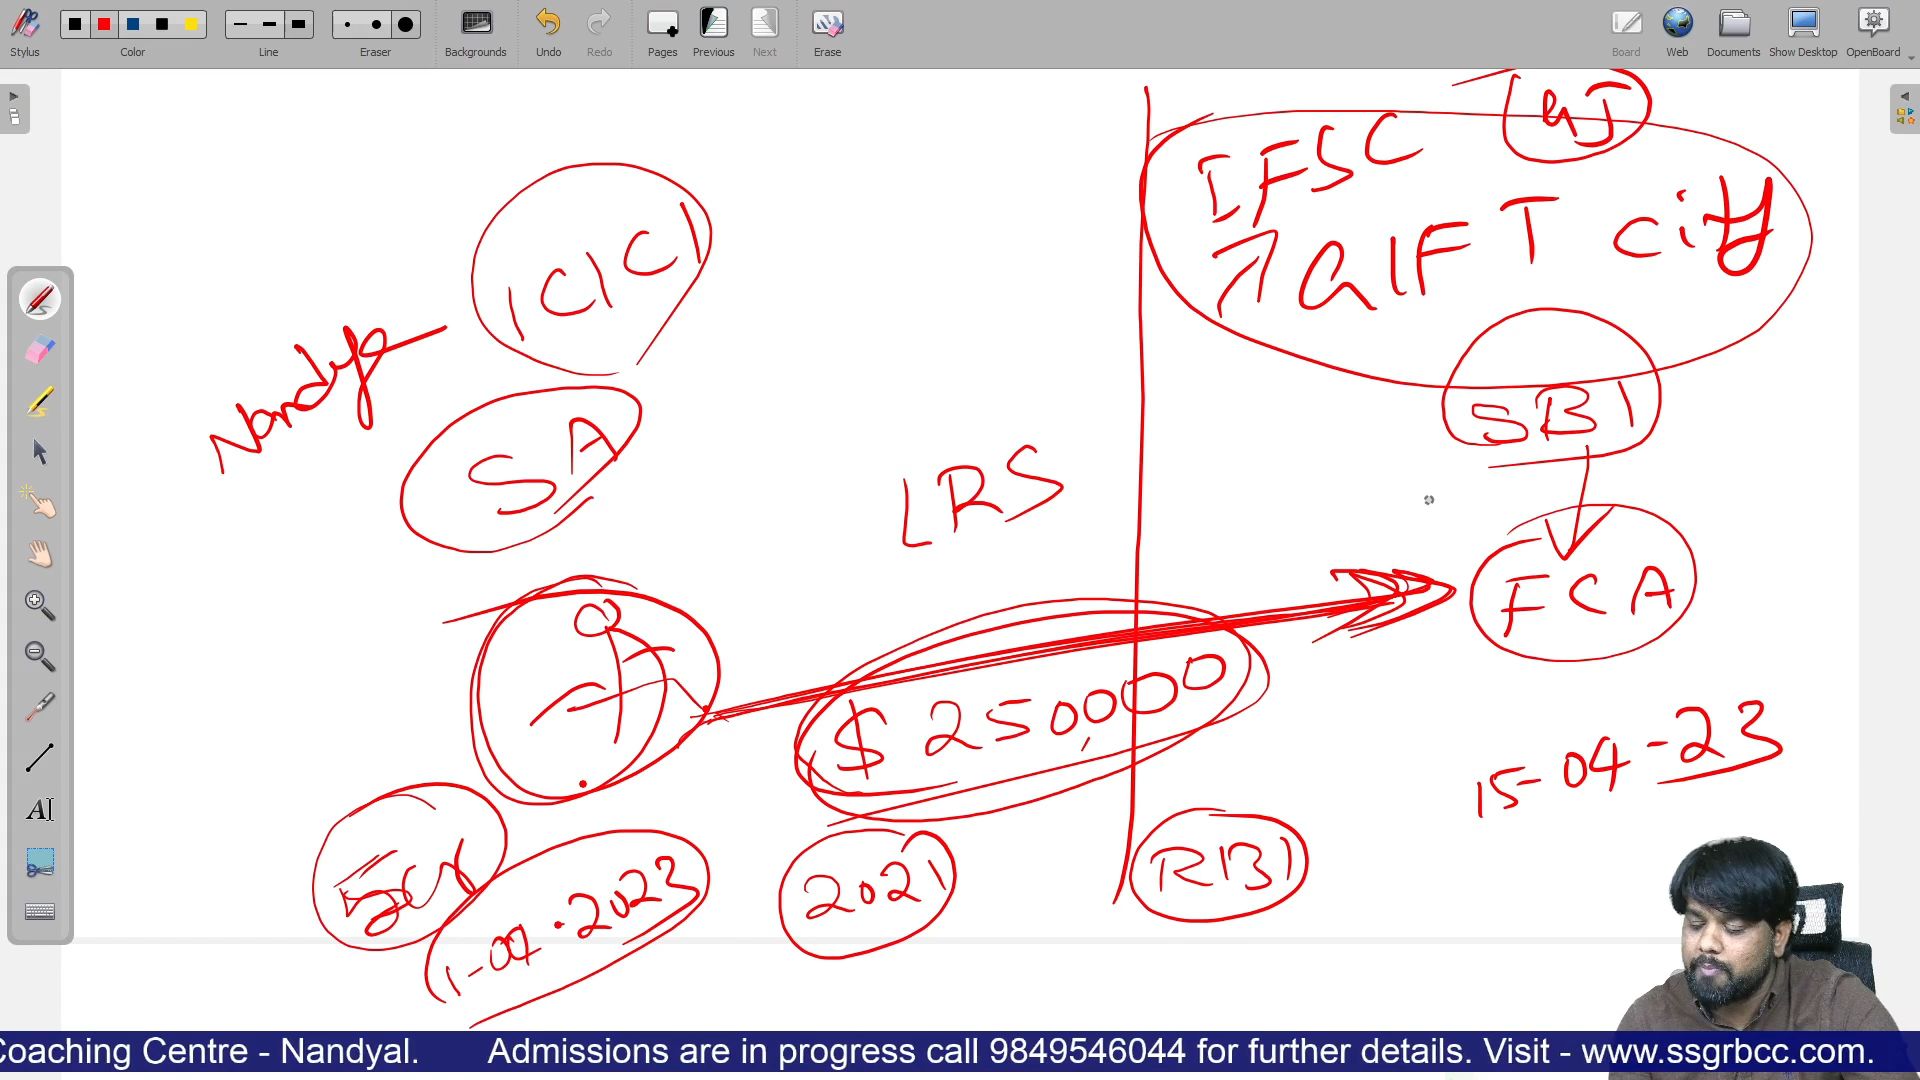 Stylus
Color
Line
Eraser
Backgrounds
Undo
Redo
Pages
Previous
Next
Erase
Board
Web
Documents
Show Desktop
OpenBoard
GJ
IFSC
GIFT city
ICICI
SBI
SA
LRS
FCA
$ 250,000
15-04-23
2021
RBI
1-04-2023
Coaching Centre - Nandyal. Admissions are in progress call 9849546044 for further details. Visit - www.ssgrbcc.com.